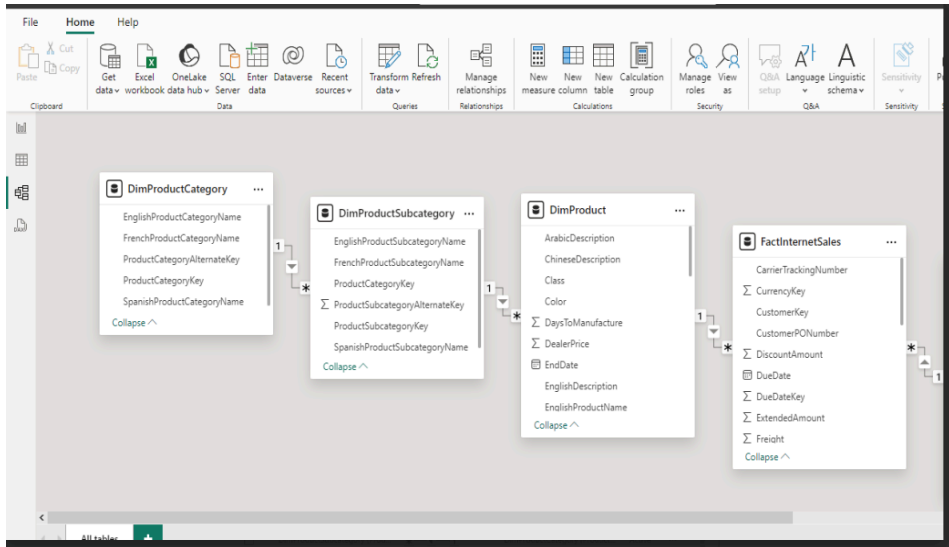 File Home Help
Paste
Cut
Copy
Clipboard
Get data
Excel workbook
OneLake data hub
SQL Server
Enter data
Dataverse
Recent sources
Data
Transform data
Refresh
Queries
Manage relationships
Relationships
New measure
New column
New table
Calculation group
Calculations
Manage roles
View as
Security
Q&A setup
Language
Linguistic schema
Q&A
Sensitivity
Sensitivity
DimProductCategory
EnglishProductCategoryName
FrenchProductCategoryName
ProductCategoryAlternateKey
ProductCategoryKey
SpanishProductCategoryName
Collapse
1
*
DimProductSubcategory
EnglishProductSubcategoryName
FrenchProductSubcategoryName
ProductCategoryKey
∑ ProductSubcategoryAlternateKey
ProductSubcategoryKey
SpanishProductSubcategoryName
Collapse
1
*
DimProduct
ArabicDescription
ChineseDescription
Class
Color
∑ DaysToManufacture
∑ DealerPrice
EndDate
EnglishDescription
EnglishProductName
Collapse
1
*
FactInternetSales
CarrierTrackingNumber
∑ CurrencyKey
CustomerKey
CustomerPONumber
∑ DiscountAmount
DueDate
∑ DueDateKey
∑ ExtendedAmount
∑ Freight
Collapse
*
1
All tables +